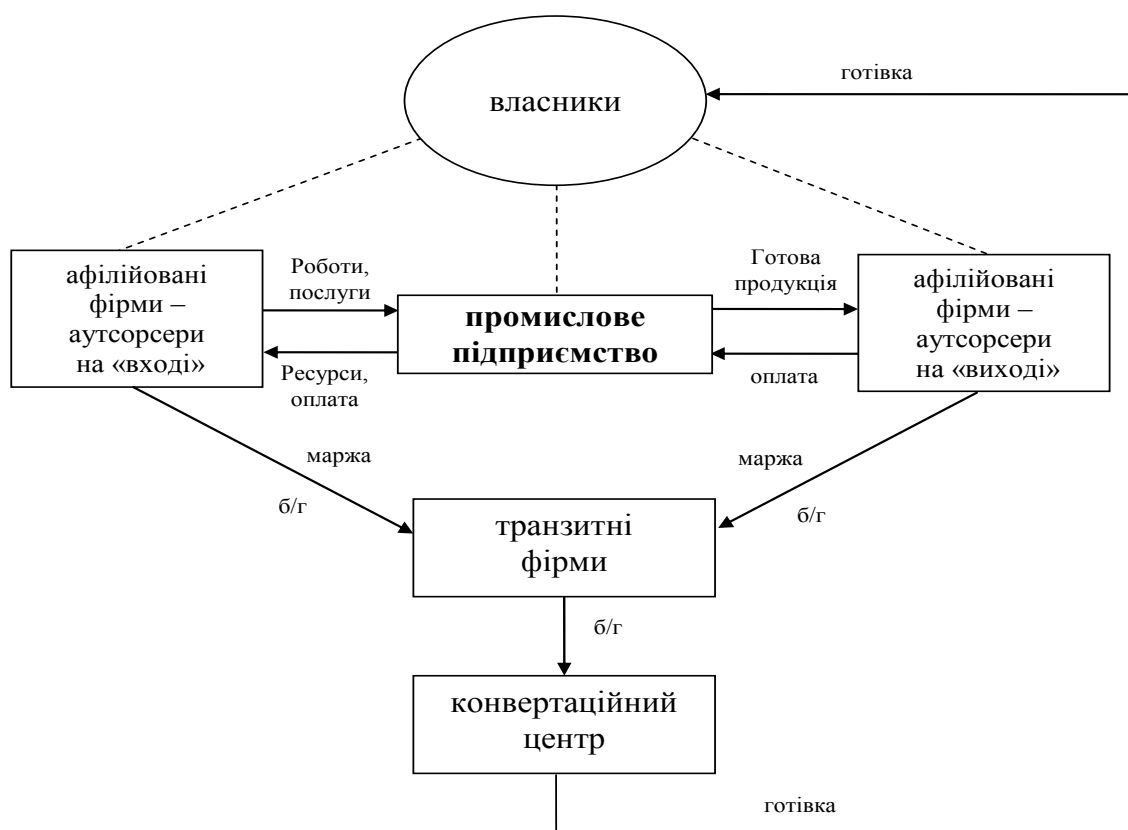 готівка
власники
афілійовані
фірми –
аутсорсери
на «вході»
Роботи,
послуги
Ресурси,
оплата
промислове
підприємство
Готова
продукція
оплата
афілійовані
фірми –
аутсорсери
на «виході»
маржа
б/г
маржа
б/г
транзитні
фірми
б/г
конвертаційний
центр
готівка